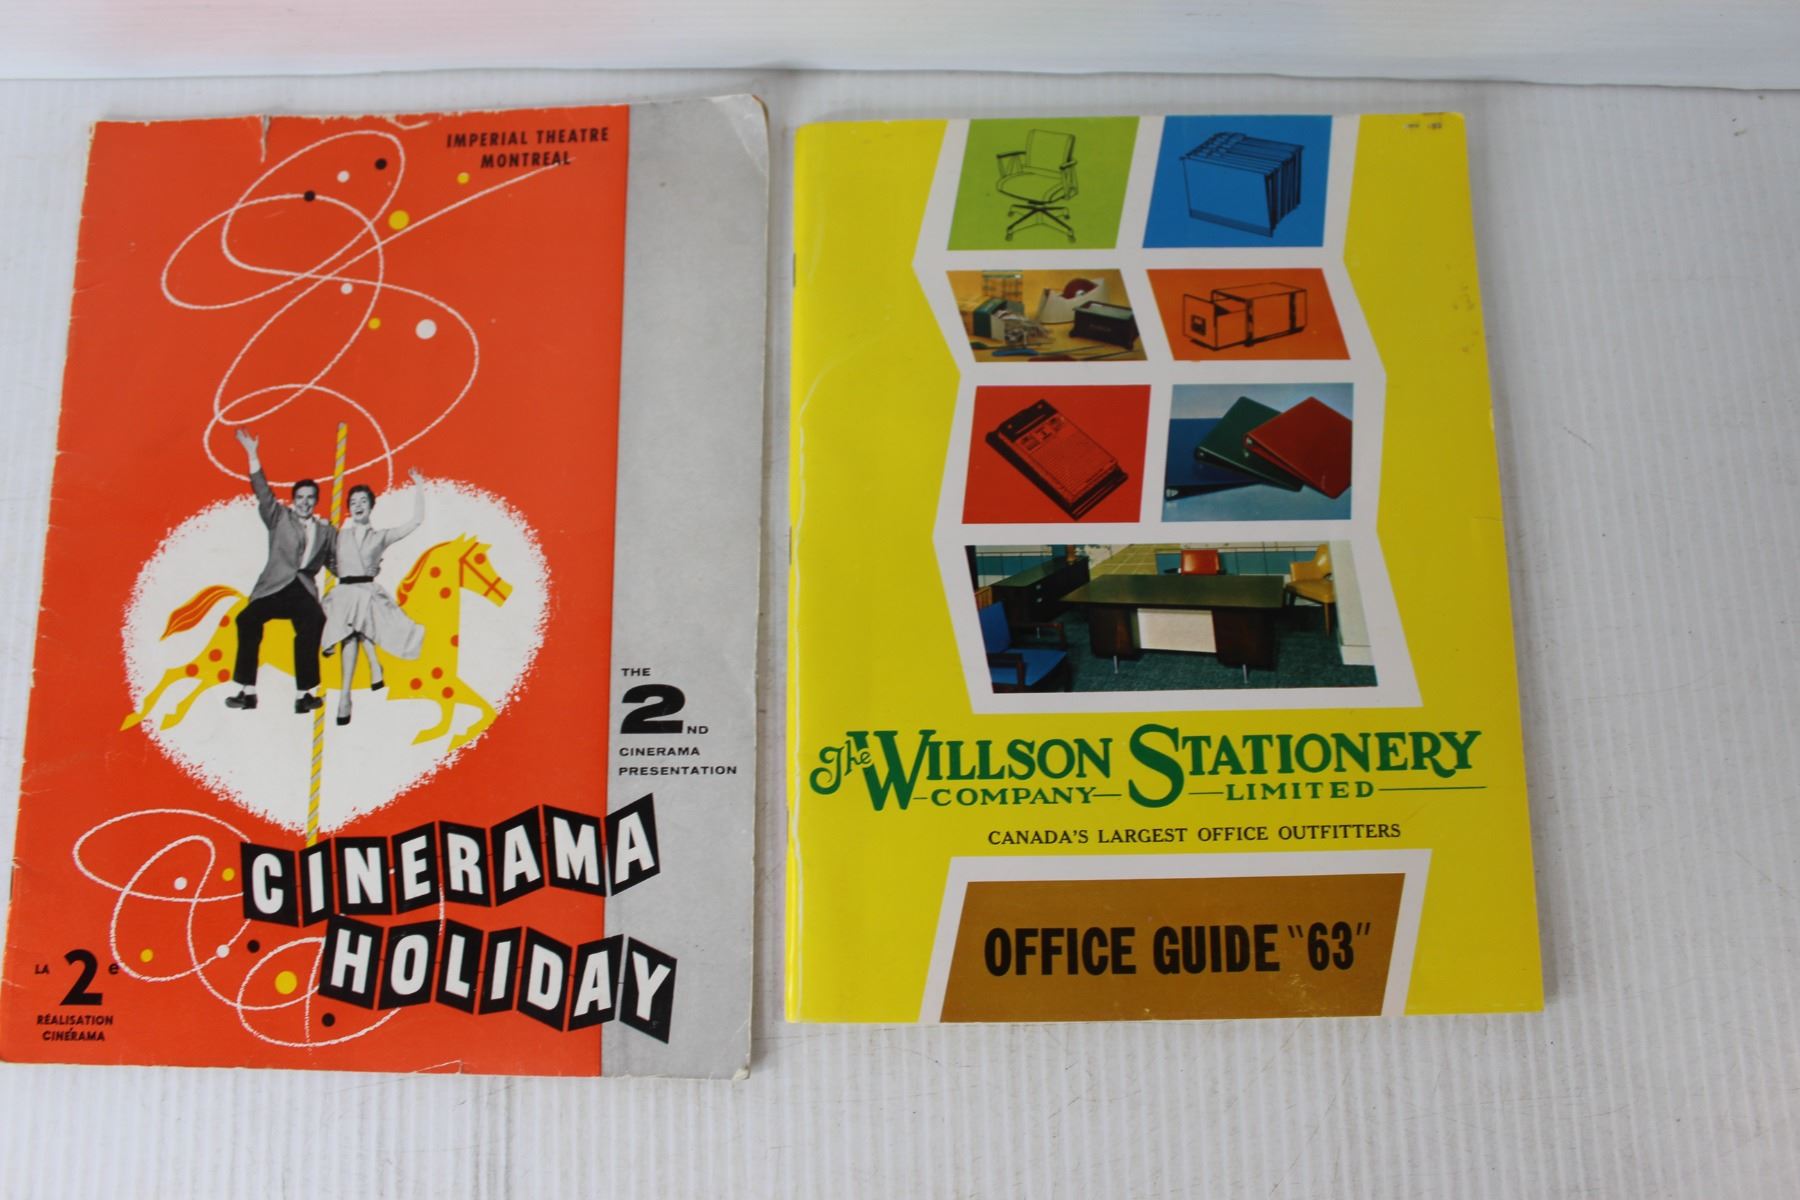 IMPERIAL THEATRE
MONTREAL
THE
2ND
CINERAMA
PRESENTATION
CINERAMA
HOLIDAY
LA 2e
RÉALISATION
CINÉRAMA
The WILLSON STATIONERY
COMPANY LIMITED
CANADA'S LARGEST OFFICE OUTFITTERS
OFFICE GUIDE "63"